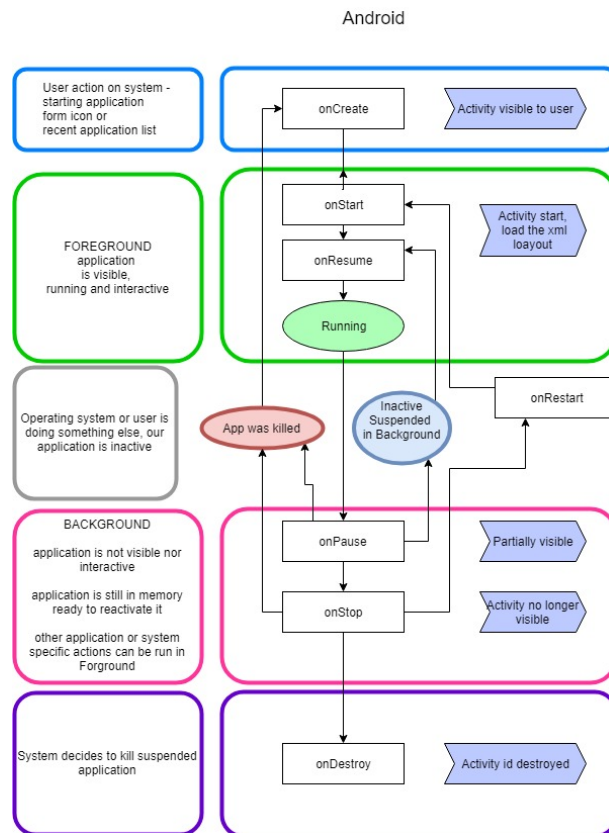 Android
User action on system -
starting application
form icon or
recent application list
onCreate
Activity visible to user
FOREGROUND
application
is visible,
running and interactive
onStart
Activity start,
load the xml
loayout
onResume
Running
Operating system or user is
doing something else, our
application is inactive
App was killed
Inactive
Suspended
in Background
onRestart
BACKGROUND
application is not visible nor
interactive
application is still in memory
ready to reactivate it
other application or system
specific actions can be run in
Forground
onPause
Partially visible
onStop
Activity no longer
visible
System decides to kill suspended
application
onDestroy
Activity id destroyed